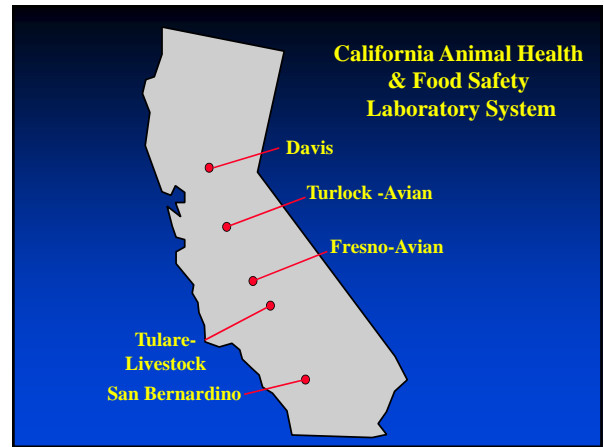 California Animal Health
& Food Safety
Laboratory System
Davis
Turlock -Avian
Fresno-Avian
Tulare-
Livestock
San Bernardino